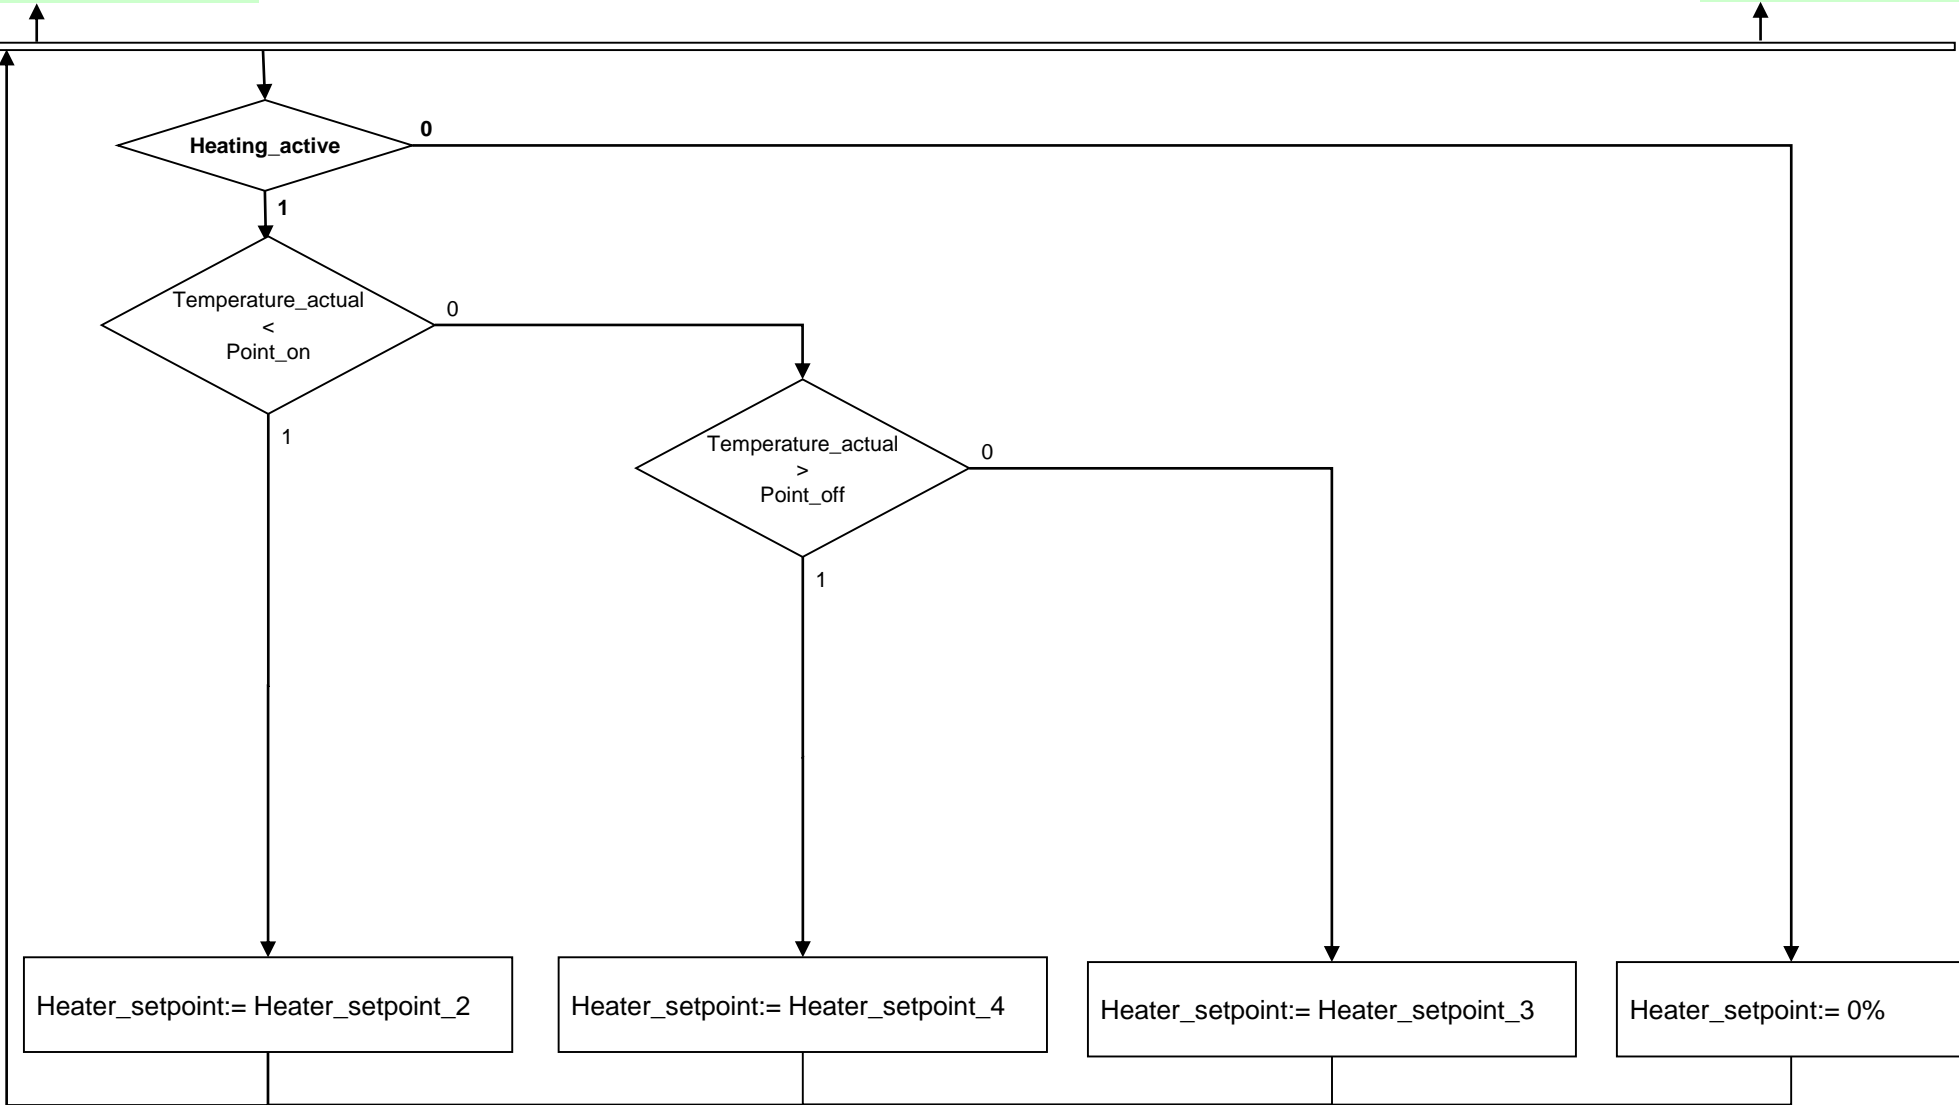 0
Heating_active
1
Temperature_actual
<
Point_on
0
1
Temperature_actual
>
Point_off
0
1
Heater_setpoint:= Heater_setpoint_2
Heater_setpoint:= Heater_setpoint_4
Heater_setpoint:= Heater_setpoint_3
Heater_setpoint:= 0%